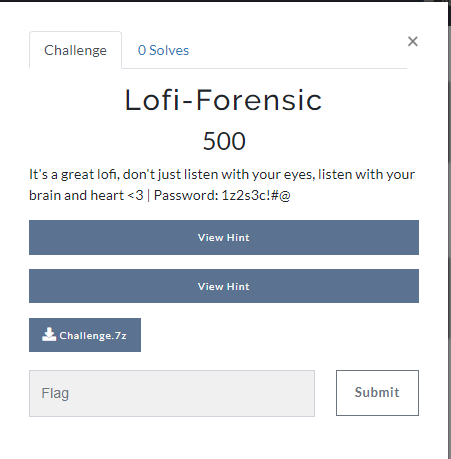 Challenge
0 Solves
×
Lofi-Forensic
500
It's a great lofi, don't just listen with your eyes, listen with your
brain and heart <3 | Password: 1z2s3c!#@
View Hint
View Hint
Challenge.7z
Flag
Submit